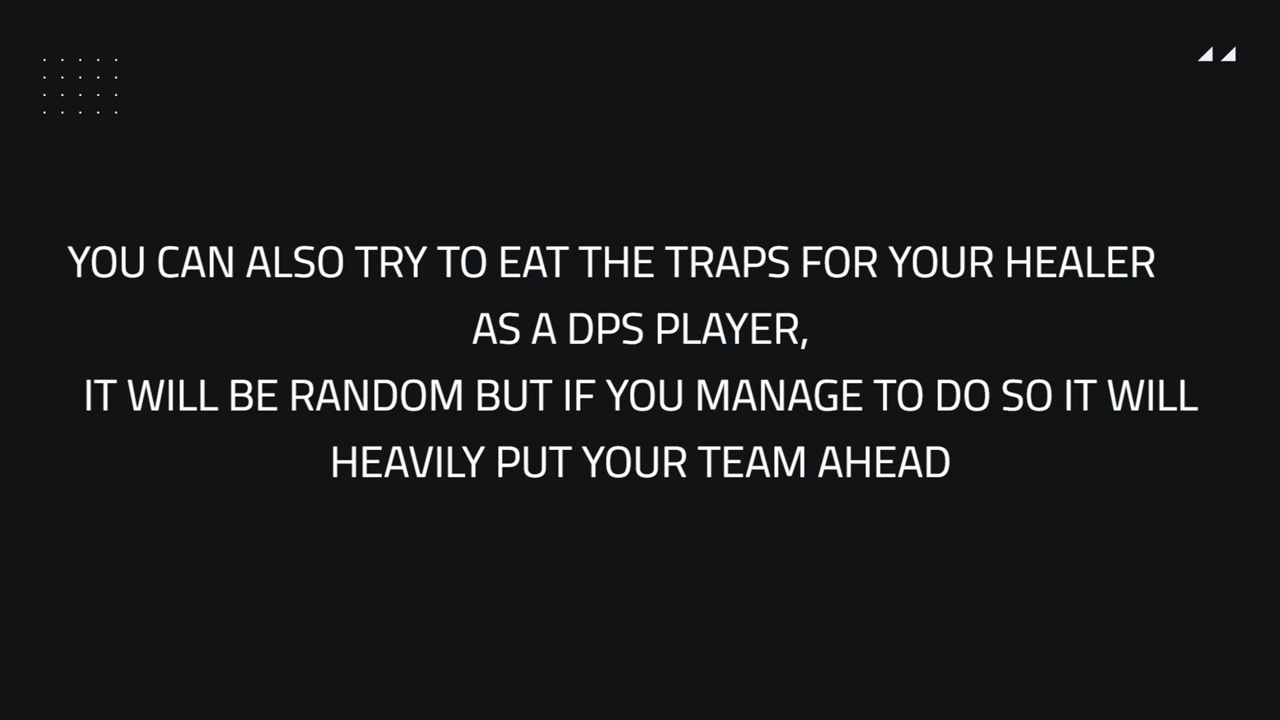 YOU CAN ALSO TRY TO EAT THE TRAPS FOR YOUR HEALER
AS A DPS PLAYER,
IT WILL BE RANDOM BUT IF YOU MANAGE TO DO SO IT WILL
HEAVILY PUT YOUR TEAM AHEAD